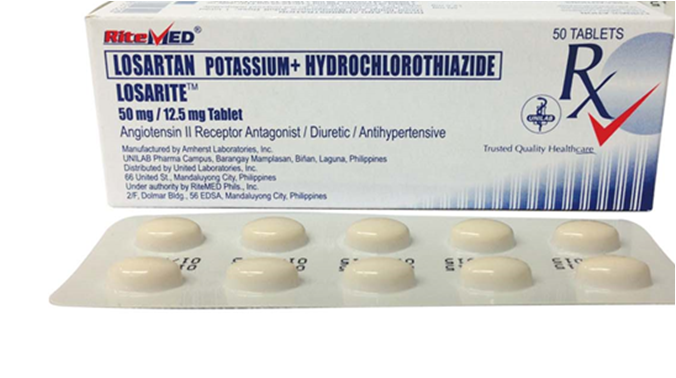 RiteMED®
50 TABLETS
LOSARTAN POTASSIUM+ HYDROCHLOROTHIAZIDE
LOSARITE™
50 mg / 12.5 mg Tablet
Angiotensin II Receptor Antagonist / Diuretic / Antihypertensive
Rx
UNILAB
Trusted Quality Healthcare
Manufactured by Amherst Laboratories, Inc.
UNILAB Pharma Campus, Barangay Mamplasan, Biñan, Laguna, Philippines
Distributed by United Laboratories, Inc.
66 United St., Mandaluyong City, Philippines
Under authority by RiteMED Phils., Inc.
2/F, Dolmar Bldg., 56 EDSA, Mandaluyong City, Philippines